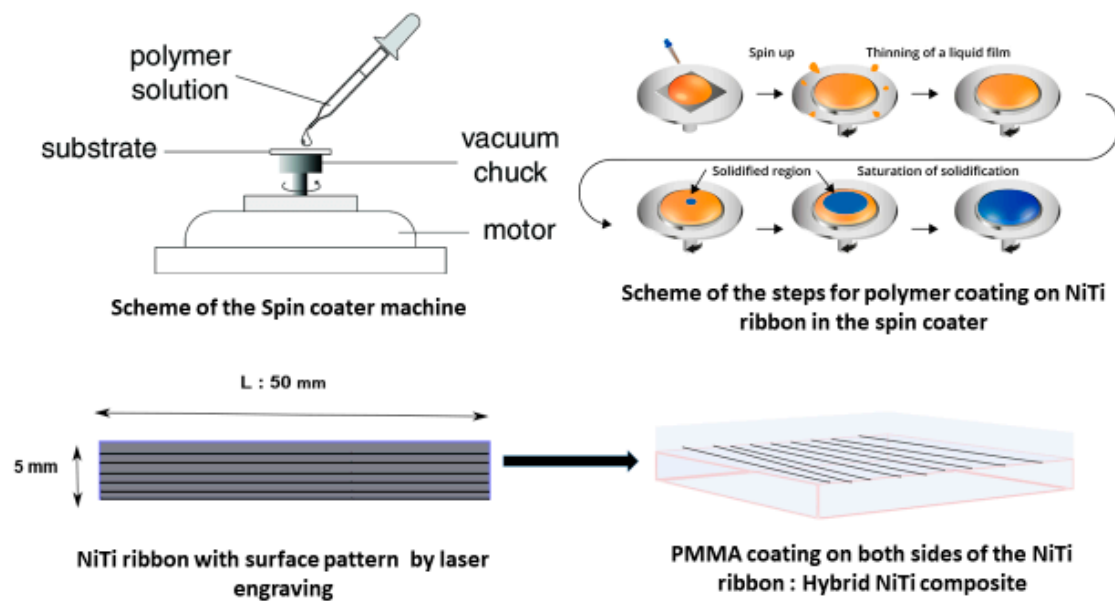 polymer
solution
substrate
vacuum
chuck
motor
Scheme of the Spin coater machine
Spin up
Thinning of a liquid film
Solidified region
Saturation of solidification
Scheme of the steps for polymer coating on NiTi
ribbon in the spin coater
L : 50 mm
5 mm
NiTi ribbon with surface pattern by laser
engraving
PMMA coating on both sides of the NiTi
ribbon : Hybrid NiTi composite